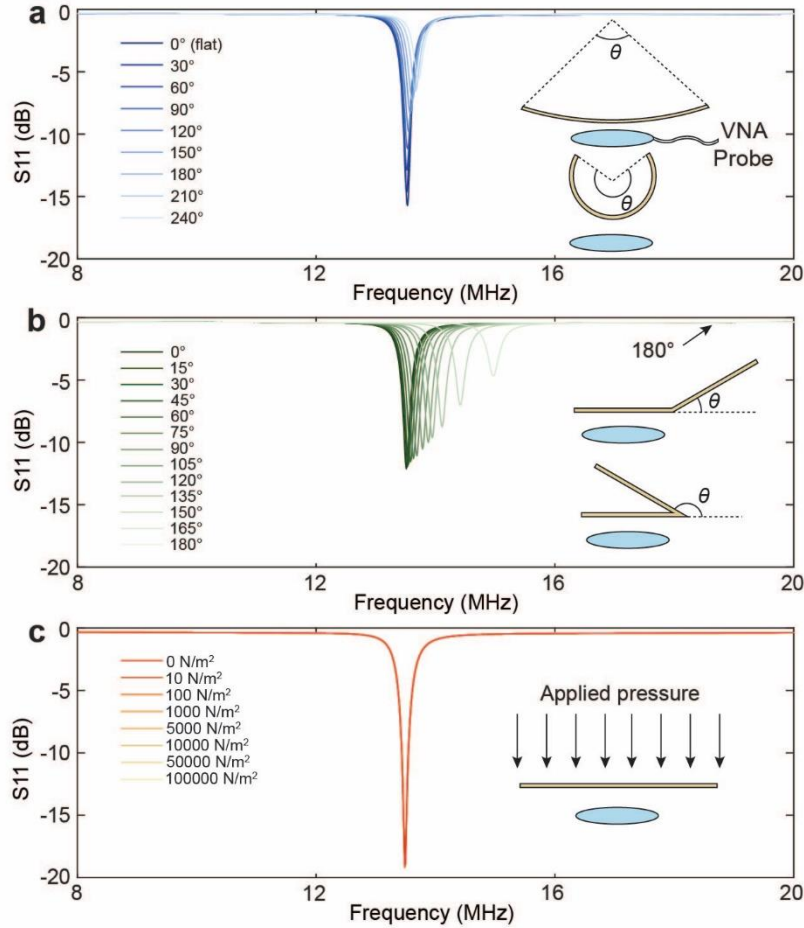 a
0
-5
-10
-15
-20
S11 (dB)
0° (flat)
30°
60°
90°
120°
150°
180°
210°
240°
θ
VNA
Probe
θ
8
12
16
20
Frequency (MHz)
b
0
-5
-10
-15
-20
S11 (dB)
0°
15°
30°
45°
60°
75°
90°
105°
120°
135°
150°
165°
180°
180°
θ
θ
8
12
16
20
Frequency (MHz)
c
0
-5
-10
-15
-20
S11 (dB)
0 N/m²
10 N/m²
100 N/m²
1000 N/m²
5000 N/m²
10000 N/m²
50000 N/m²
100000 N/m²
Applied pressure
8
12
16
20
Frequency (MHz)